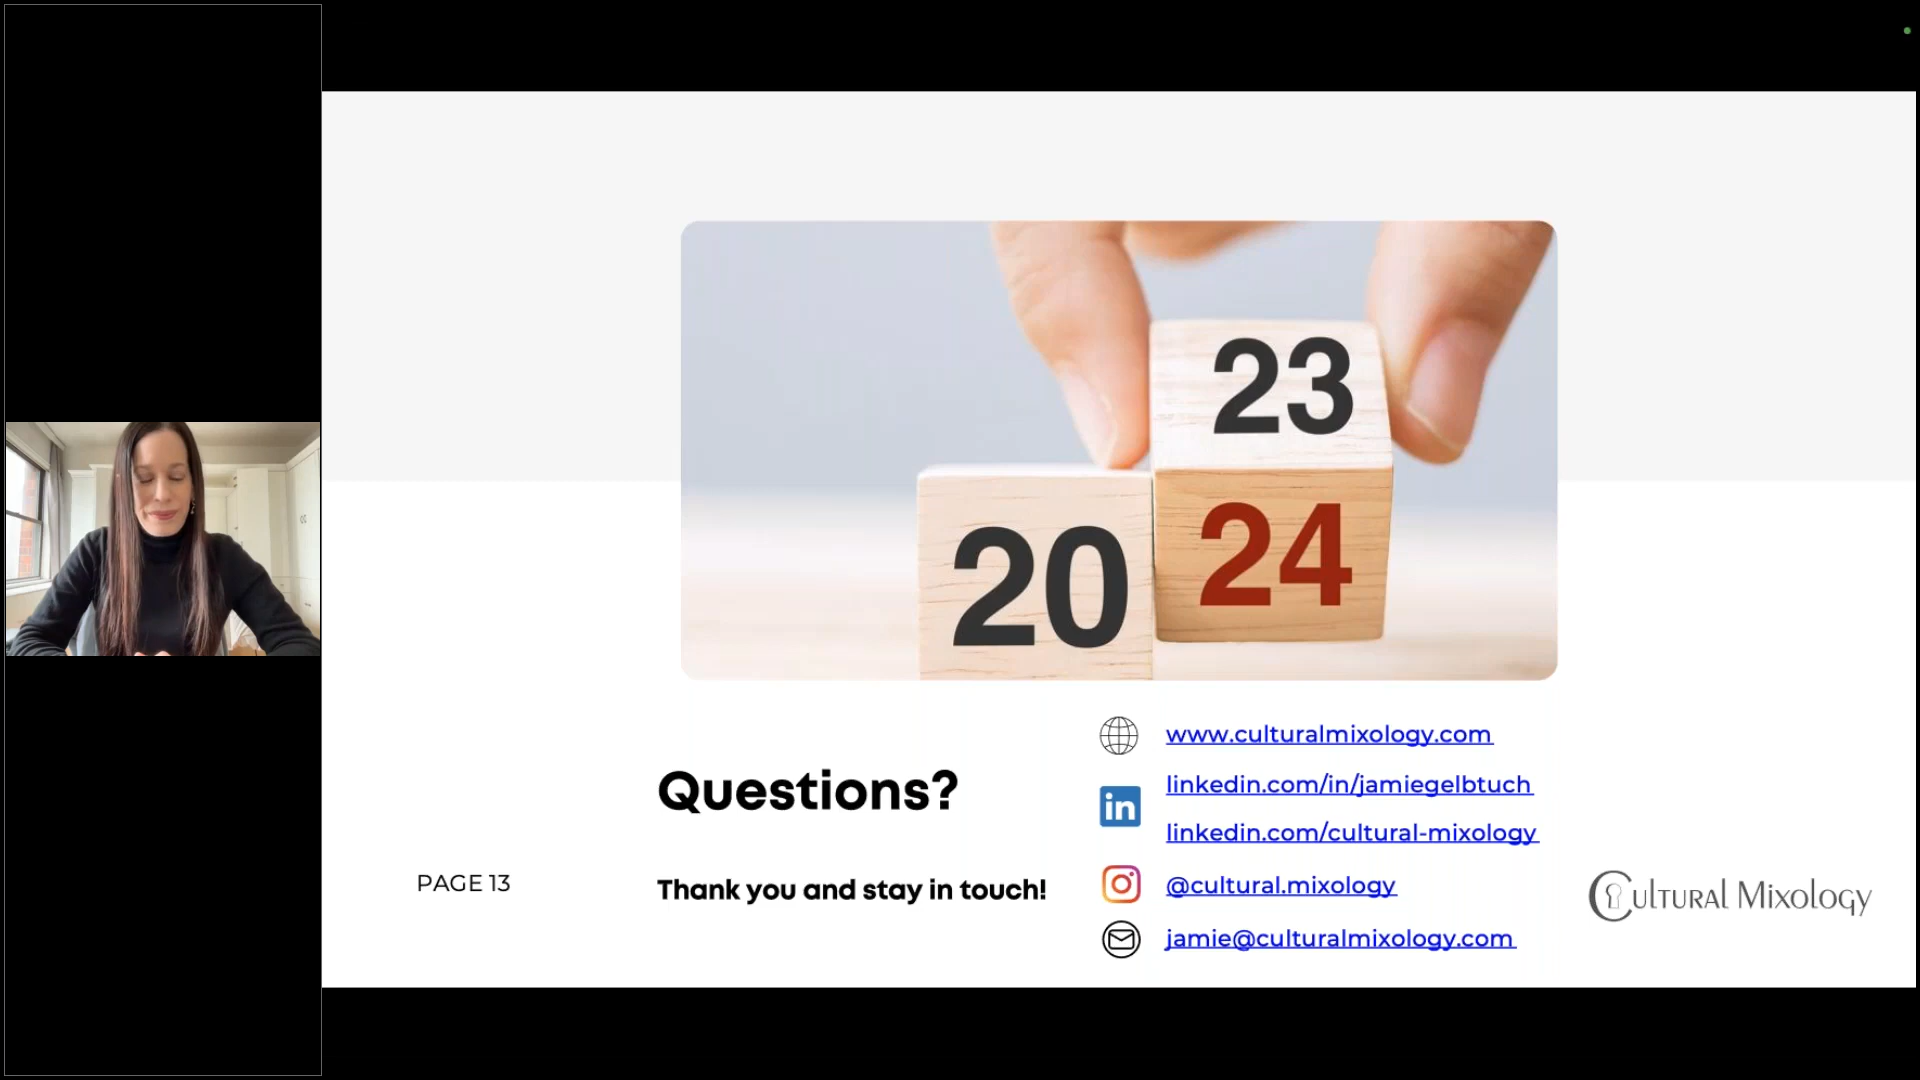 23
20 24
Questions?
Thank you and stay in touch!
www.culturalmixology.com
linkedin.com/in/jamiegelbtuch
linkedin.com/cultural-mixology
@cultural.mixology
jamie@culturalmixology.com
PAGE 13
Cultural Mixology